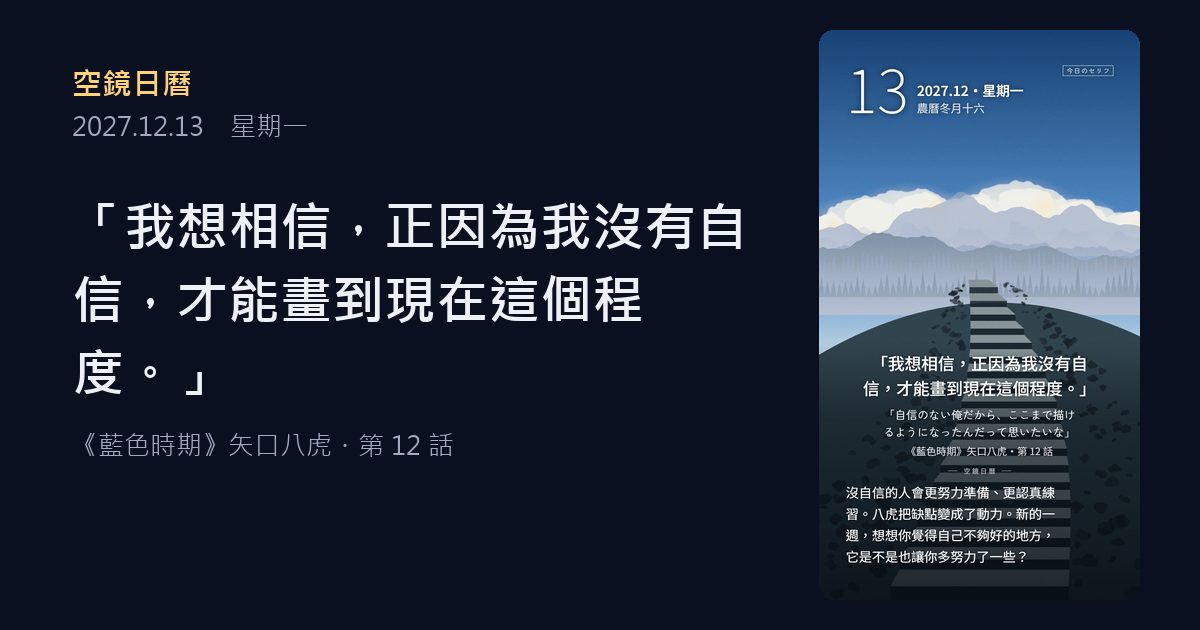 空鏡日曆
2027.12.13　星期一
「我想相信，正因為我沒有自
信，才能畫到現在這個程
度。」
《藍色時期》矢口八虎・第 12 話
13
2027.12・星期一
農曆冬月十六
今日のセリフ
「我想相信，正因為我沒有自
信，才能畫到現在這個程度。」
「自信のない俺だから、ここまで描け
るようになったんだって思いたいな」
《藍色時期》矢口八虎・第 12 話
— 空鏡日曆 —
沒自信的人會更努力準備、更認真練
習。八虎把缺點變成了動力。新的一
週，想想你覺得自己不夠好的地方，
它是不是也讓你多努力了一些？